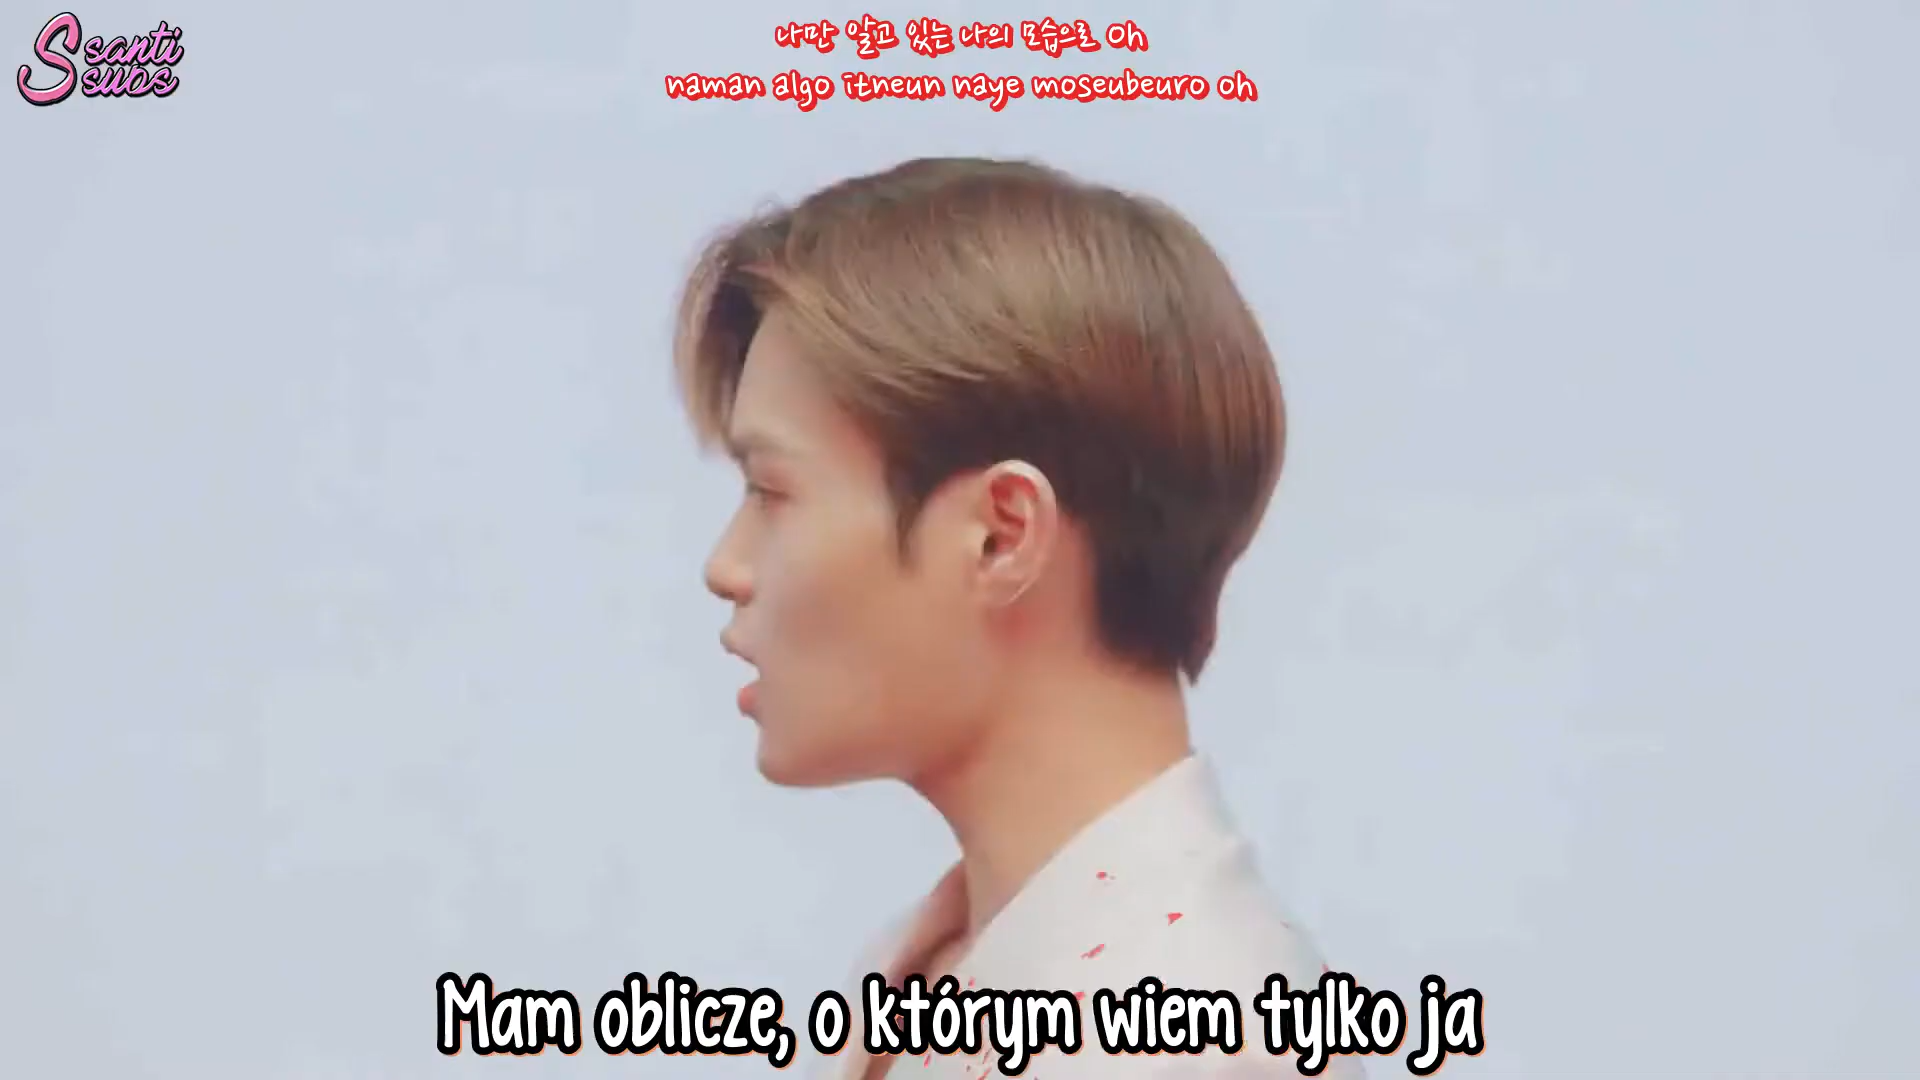 Ssanti
subs
나만 알고 있는 나의 모습으로 Oh
naman algo itneun naye moseubeuro oh
Mam oblicze, o którym wiem tylko ja